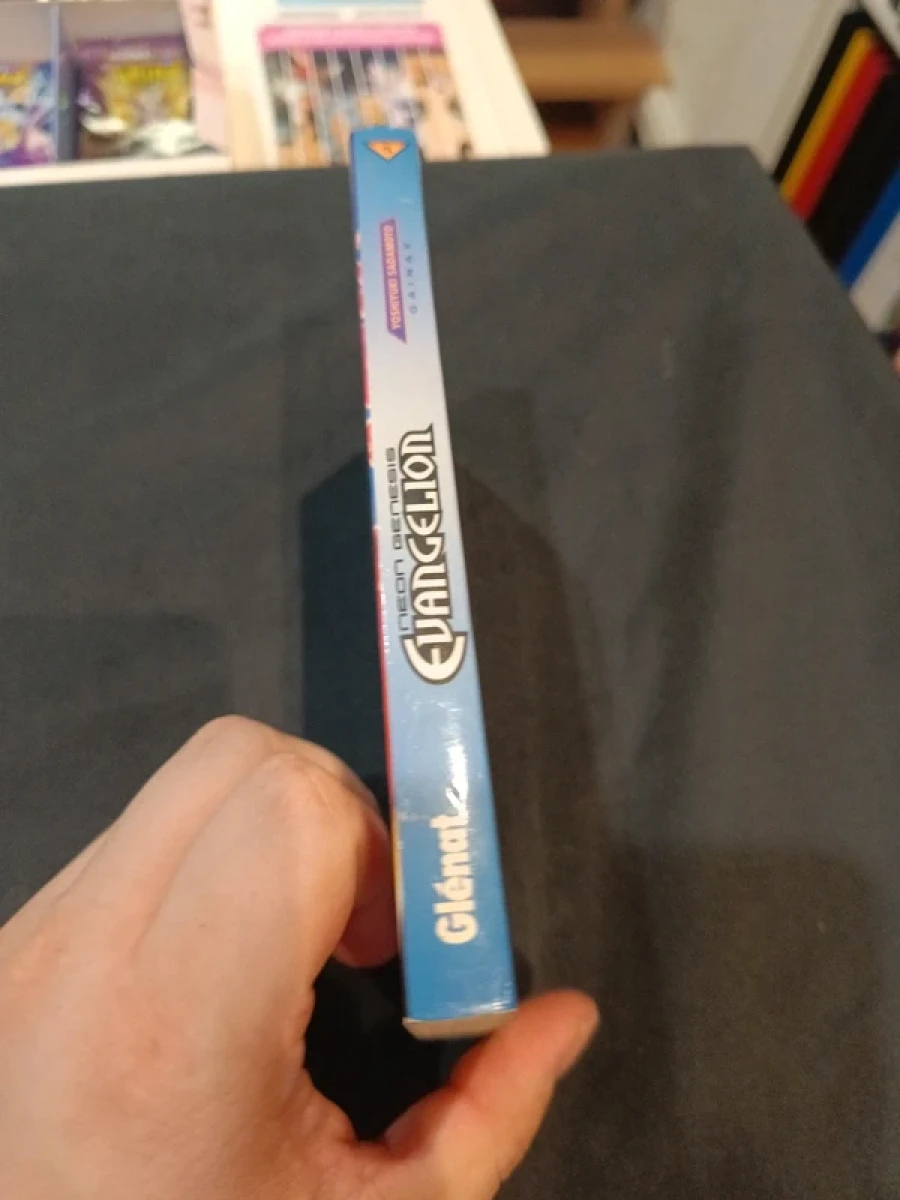 YOSHIYUKI SADAMOTO
GAINAX
NEON GENESIS
EVANGELION
Glénat